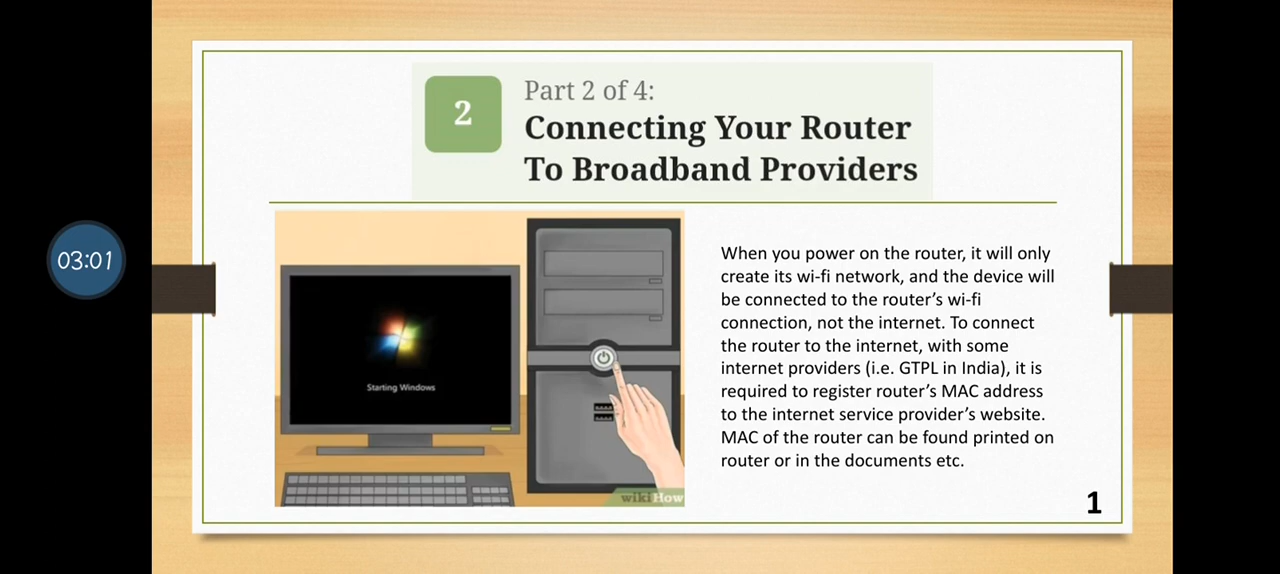 2
Part 2 of 4:
Connecting Your Router
To Broadband Providers
03:01
Starting Windows
wikiHow
When you power on the router, it will only
create its wi-fi network, and the device will
be connected to the router's wi-fi
connection, not the internet. To connect
the router to the internet, with some
internet providers (i.e. GTPL in India), it is
required to register router's MAC address
to the internet service provider's website.
MAC of the router can be found printed on
router or in the documents etc.
1